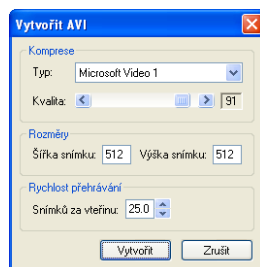 Vytvořit AVI
Komprese
Typ: Microsoft Video 1
Kvalita: 91
Rozměry
Šířka snímku: 512 Výška snímku: 512
Rychlost přehrávání
Snímků za vteřinu: 25.0
Vytvořit Zrušit